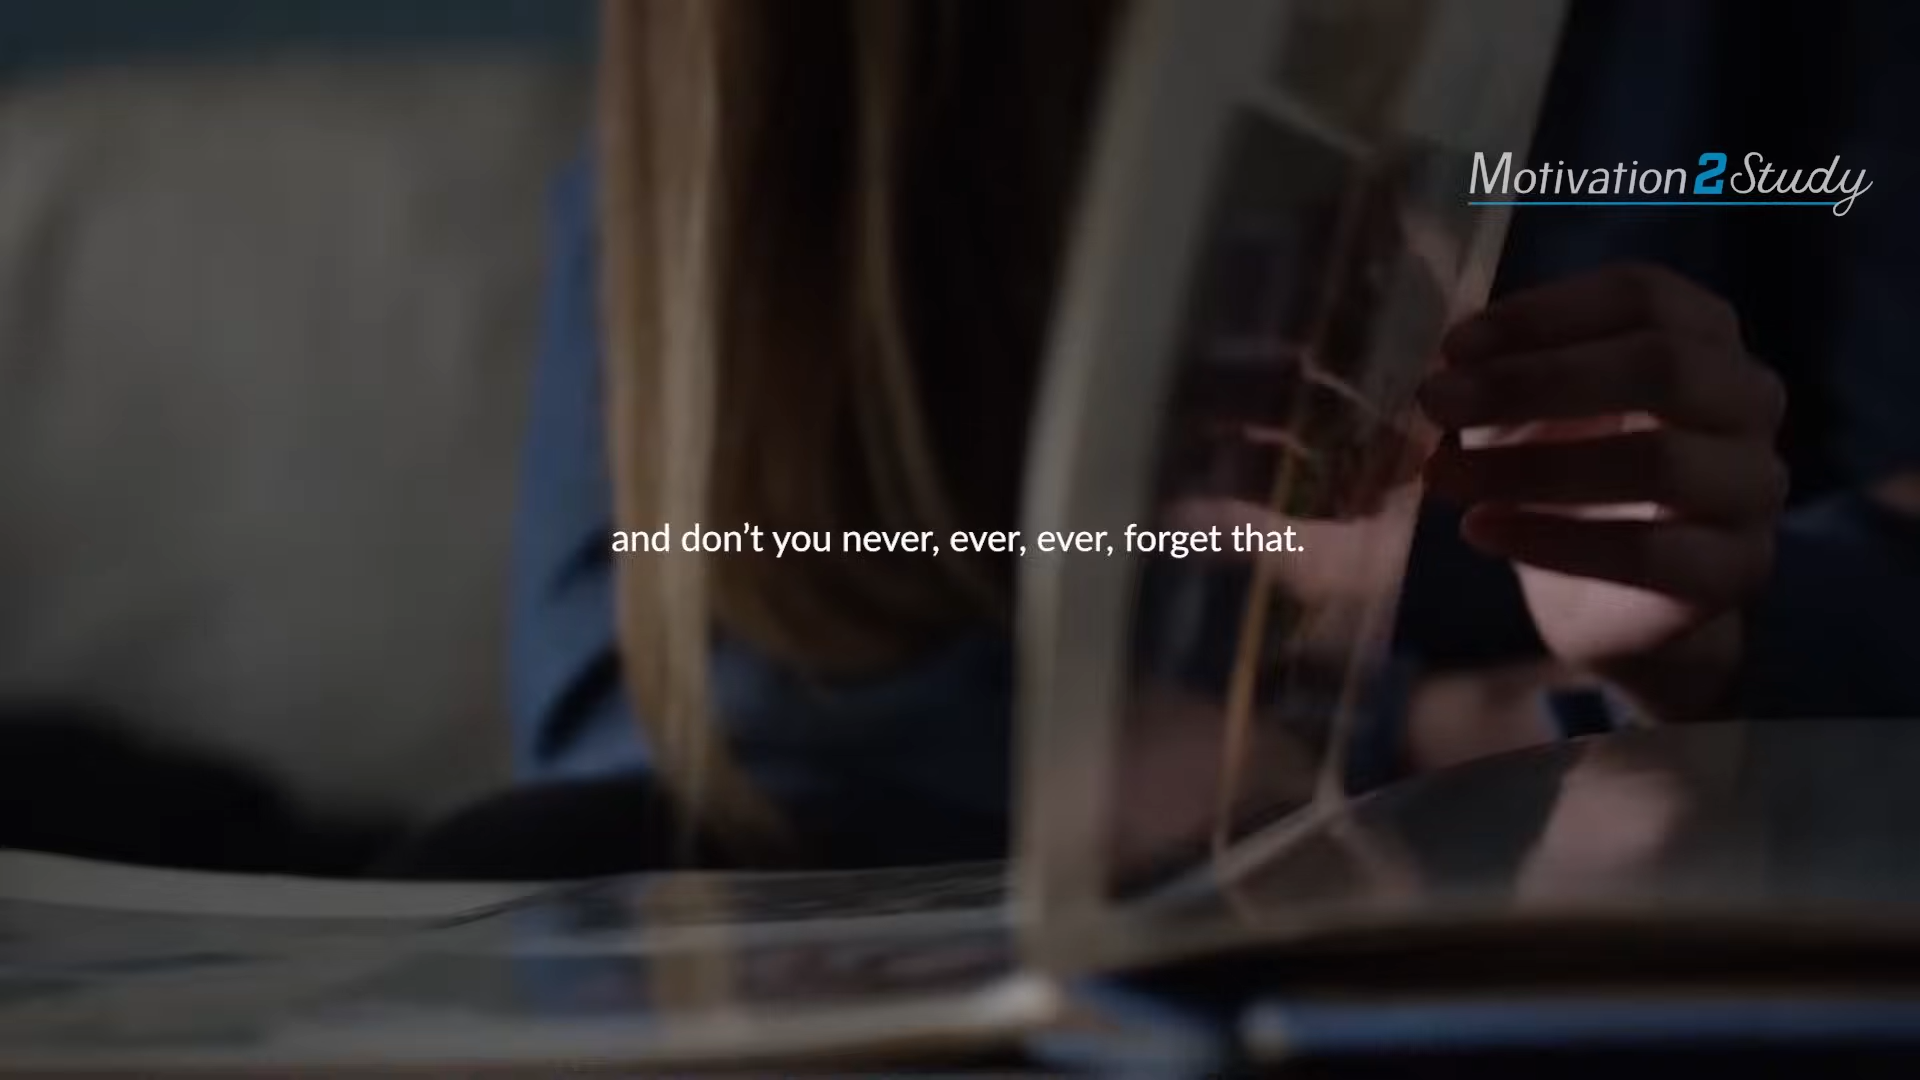 Motivation2Study
and don’t you never, ever, ever, forget that.